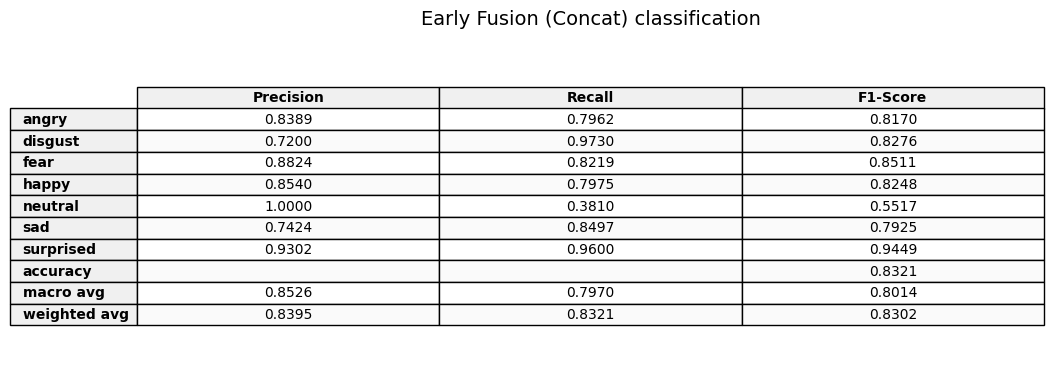 Early Fusion (Concat) classification
Precision Recall F1-Score
angry 0.8389 0.7962 0.8170
disgust 0.7200 0.9730 0.8276
fear 0.8824 0.8219 0.8511
happy 0.8540 0.7975 0.8248
neutral 1.0000 0.3810 0.5517
sad 0.7424 0.8497 0.7925
surprised 0.9302 0.9600 0.9449
accuracy 0.8321
macro avg 0.8526 0.7970 0.8014
weighted avg 0.8395 0.8321 0.8302